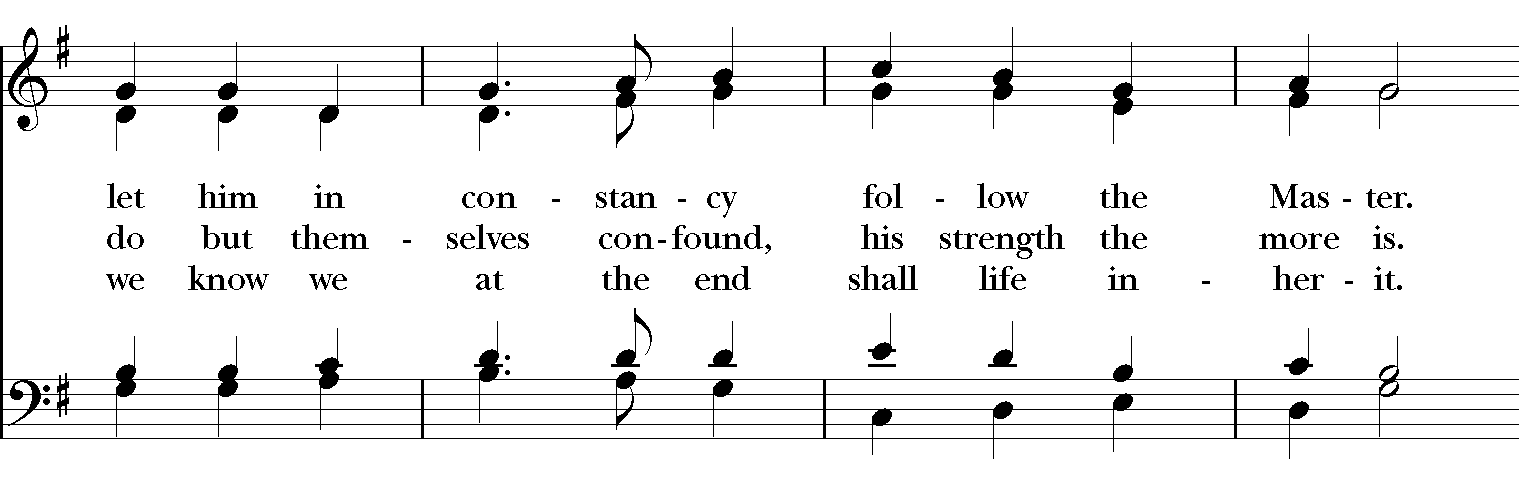 let him in con - stan - cy fol - low the Mas - ter.
do but them - selves con - found, his strength the more is.
we know we at the end shall life in - her - it.